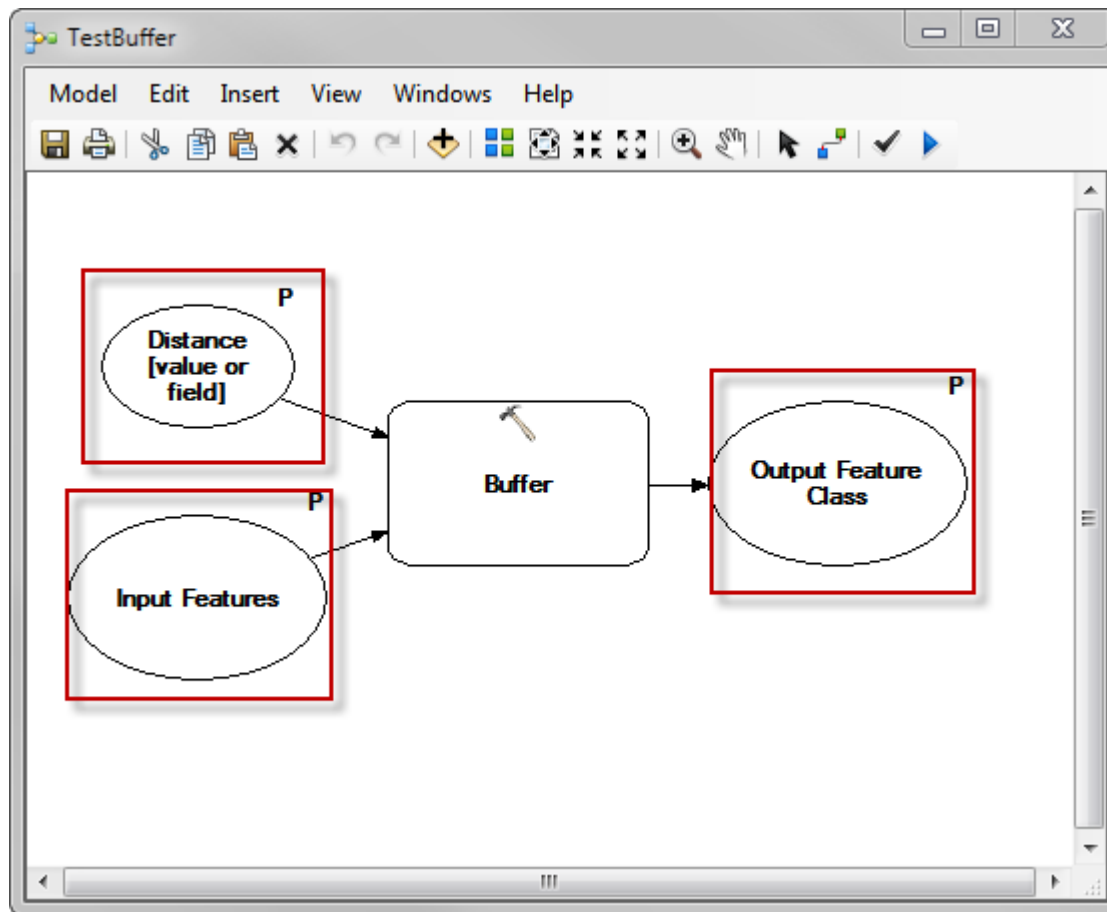 TestBuffer
Model Edit Insert View Windows Help
P
Distance
[value or
field]
P
Input Features
Buffer
P
Output Feature
Class